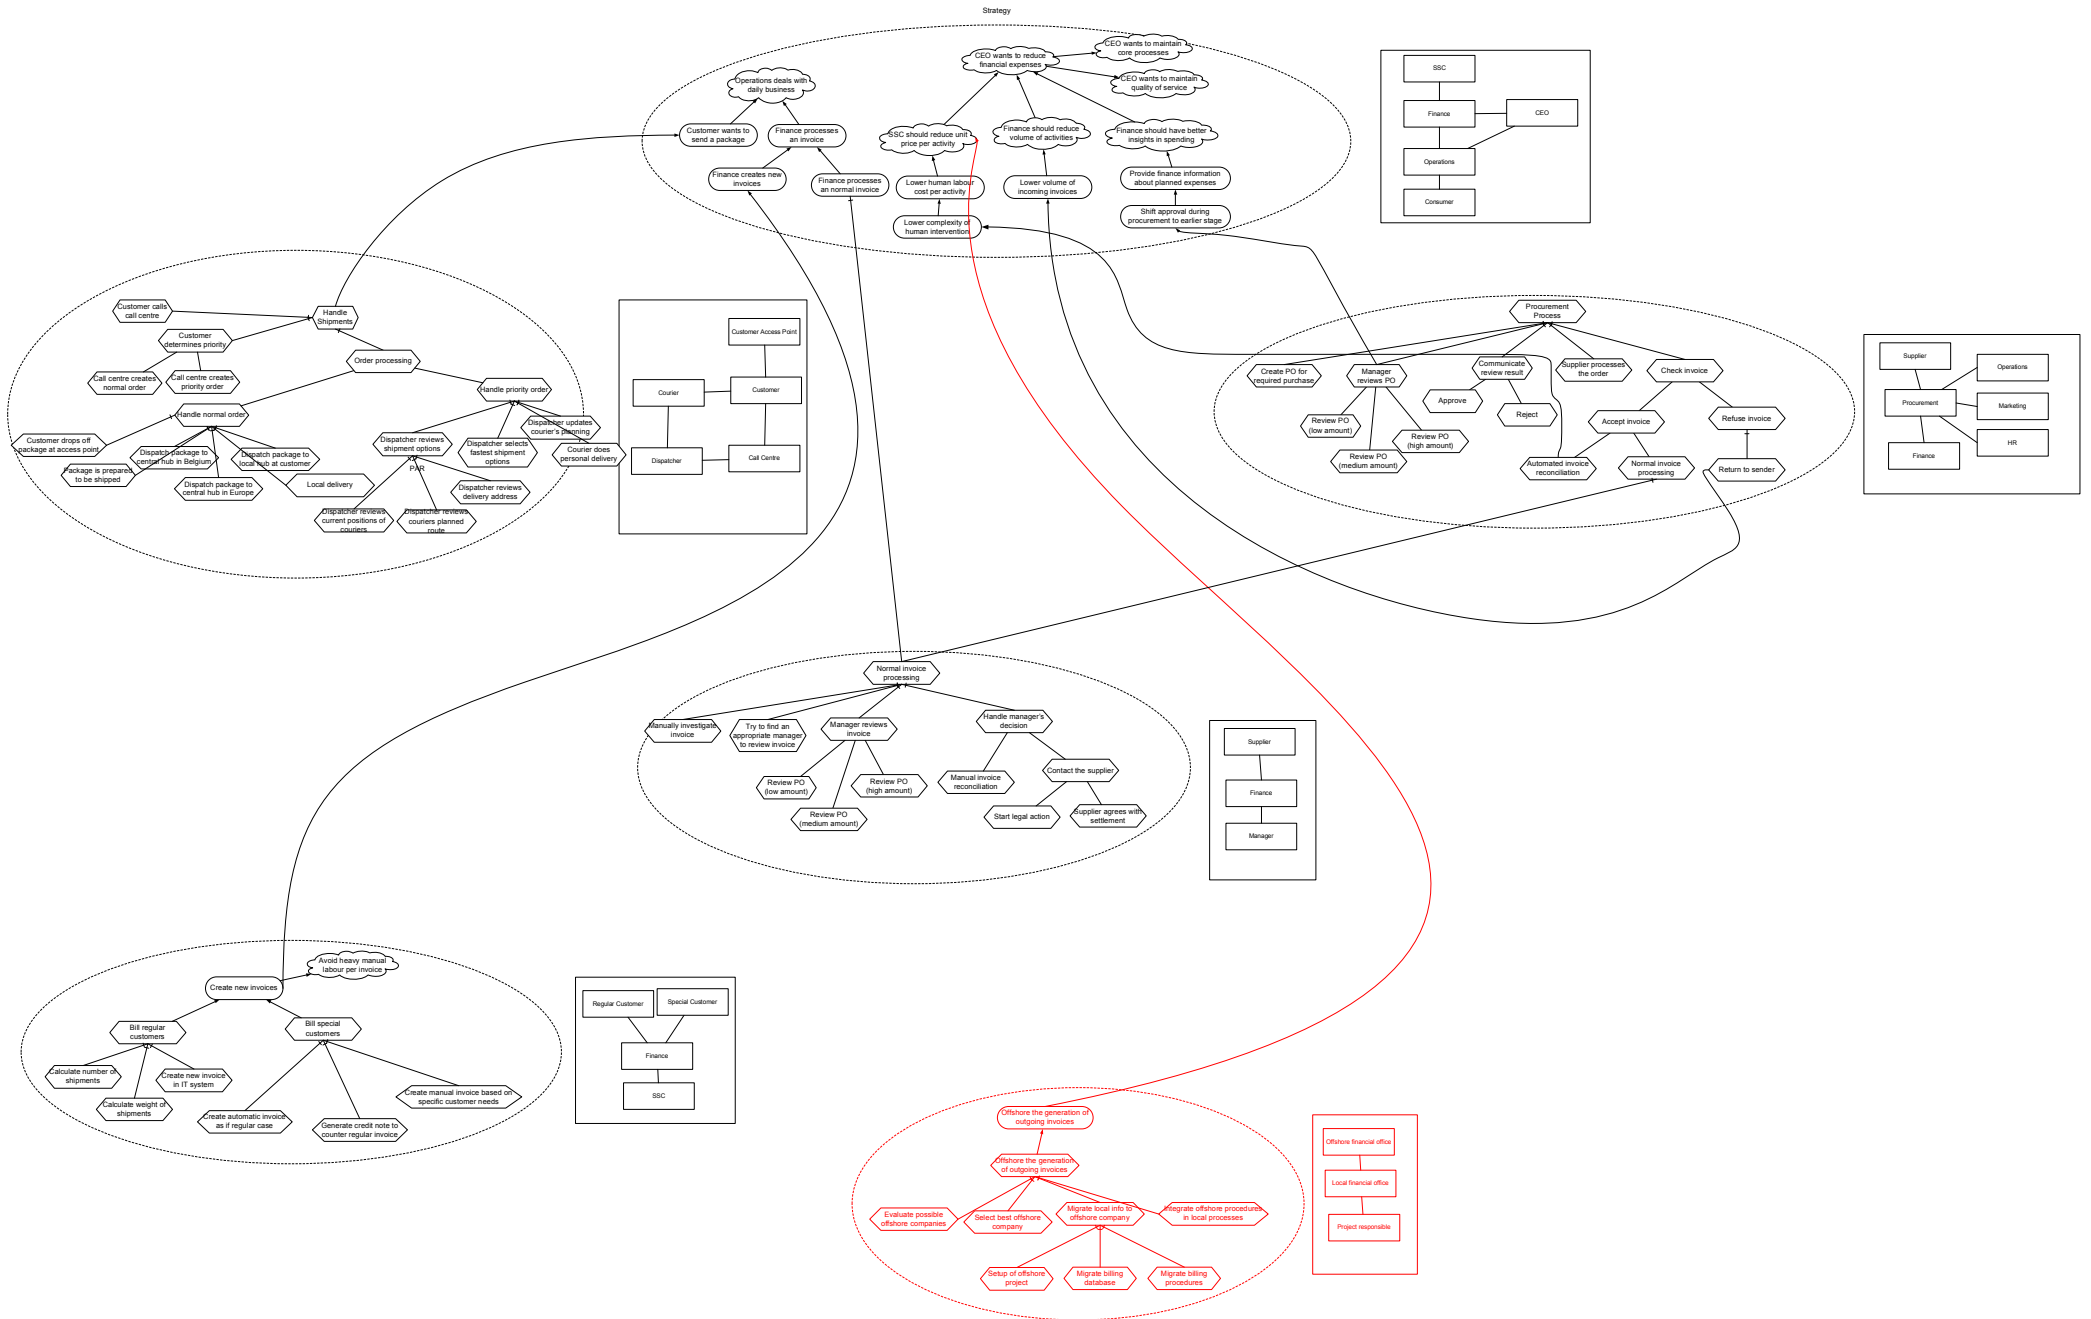 Strategy
CEO wants to maintain
core processes
CEO wants to reduce
financial expenses
CEO wants to maintain
quality of service
Operations deals with
daily business
Customer wants to
send a package
Finance processes
an invoice
SSC should reduce unit
price per activity
Finance should reduce
volume of activities
Finance should have better
insights in spending
Finance creates new
invoices
Finance processes
an normal invoice
Lower human labour
cost per activity
Lower volume of
incoming invoices
Provide finance information
about planned expenses
Lower complexity of
human intervention
Shift approval during
procurement to earlier stage
SSC
Finance
CEO
Operations
Consumer
Customer calls
call centre
Handle
Shipments
Customer
determines priority
Order processing
Call centre creates
normal order
Call centre creates
priority order
Handle priority order
Handle normal order
Dispatcher updates
courier's planning
Customer drops off
package at access point
Dispatcher reviews
shipment options
Dispatcher selects
fastest shipment
options
Courier does
personal delivery
Dispatch package to
central hub in Belgium
Dispatch package to
local hub at customer
Package is prepared
to be shipped
PAR
Dispatch package to
central hub in Europe
Local delivery
Dispatcher reviews
delivery address
Dispatcher reviews
current positions of
couriers
Dispatcher reviews
couriers planned
route
Customer Access Point
Courier
Customer
Dispatcher
Call Centre
Procurement
Process
Create PO for
required purchase
Manager
reviews PO
Communicate
review result
Supplier processes
the order
Check invoice
Approve
Reject
Review PO
(low amount)
Review PO
(high amount)
Review PO
(medium amount)
Accept invoice
Refuse invoice
Automated invoice
reconciliation
Normal invoice
processing
Return to sender
Supplier
Operations
Procurement
Marketing
HR
Finance
Normal invoice
processing
Manually investigate
invoice
Try to find an
appropriate manager
to review invoice
Manager reviews
invoice
Handle manager's
decision
Review PO
(low amount)
Review PO
(high amount)
Review PO
(medium amount)
Manual invoice
reconciliation
Contact the supplier
Start legal action
Supplier agrees with
settlement
Supplier
Finance
Manager
Avoid heavy manual
labour per invoice
Create new invoices
Bill regular
customers
Bill special
customers
Calculate number of
shipments
Create new invoice
in IT system
Calculate weight of
shipments
Create automatic invoice
as if regular case
Generate credit note to
counter regular invoice
Create manual invoice based on
specific customer needs
Regular Customer
Special Customer
Finance
SSC
Offshore the generation of
outgoing invoices
Offshore the generation
of outgoing invoices
Evaluate possible
offshore companies
Select best offshore
company
Migrate local info to
offshore company
Integrate offshore procedures
in local processes
Setup of offshore
project
Migrate billing
database
Migrate billing
procedures
Offshore financial office
Local financial office
Project responsible